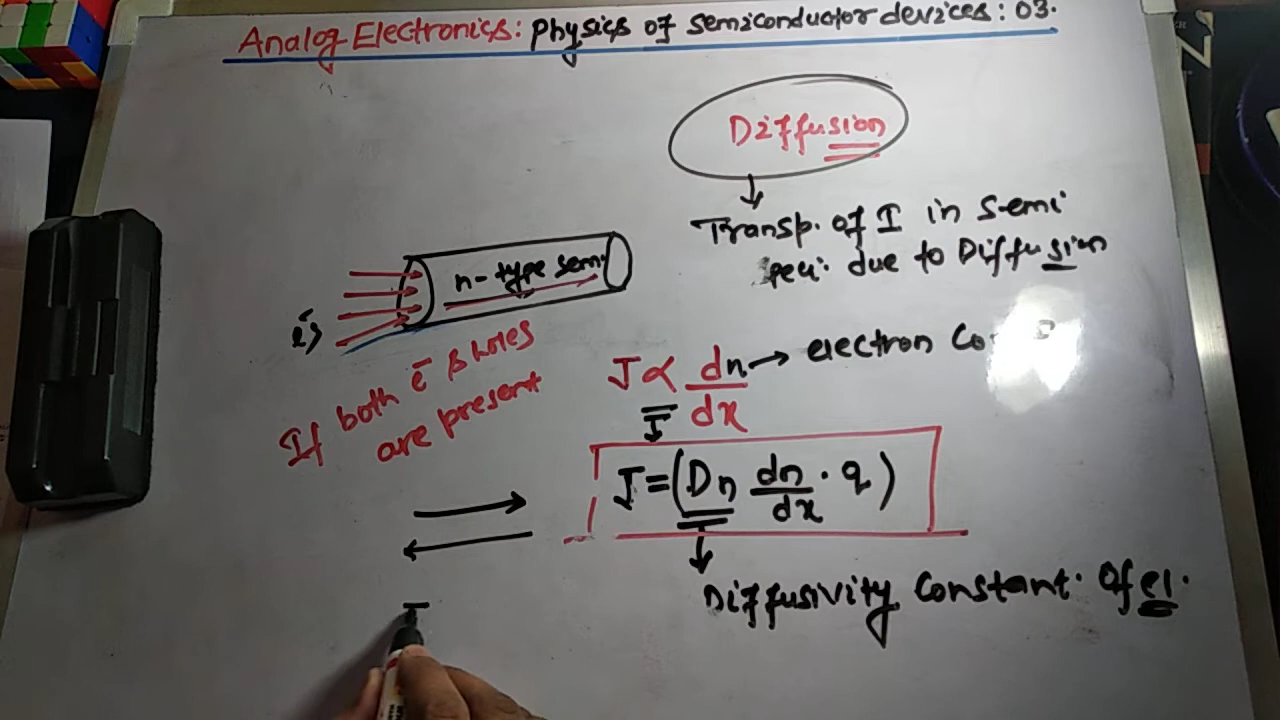 Analog Electronics: Physics of semiconductor devices: 03.
Diffusion
Transp. of I in semi
due to Diffusion
n-type semi
e⁻s
If both e⁻ & holes
are present
J ∝ dn/dx → electron
J
J = (Dn dn/dx · q)
Diffusivity Constant. Of el.